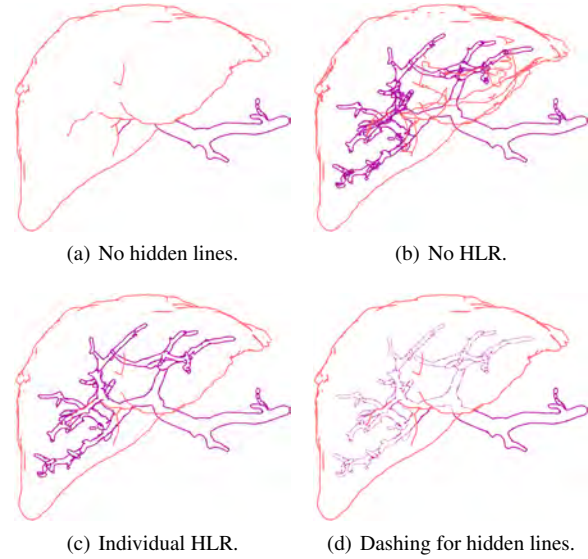 (a) No hidden lines.
(b) No HLR.
(c) Individual HLR.
(d) Dashing for hidden lines.